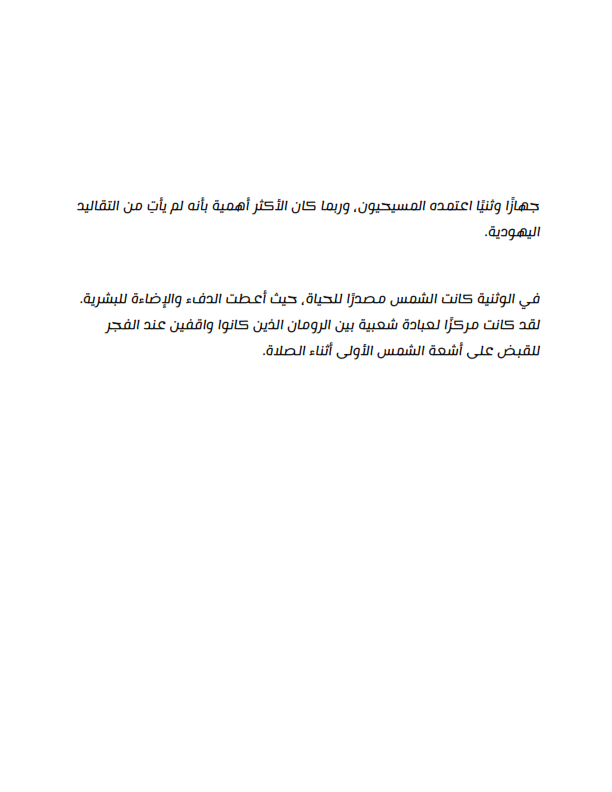 جهازًا وثنيًا اعتمده المسيحيون، وربما كان الأكثر أهمية بأنه لم يأتِ من التقاليد
اليهودية.
في الوثنية كانت الشمس مصدرًا للحياة، حيث أعطت الدفء والإضاءة للبشرية.
لقد كانت مركزًا لعبادة شعبية بين الرومان الذين كانوا واقفين عند الفجر
للقبض على أشعة الشمس الأولى أثناء الصلاة.